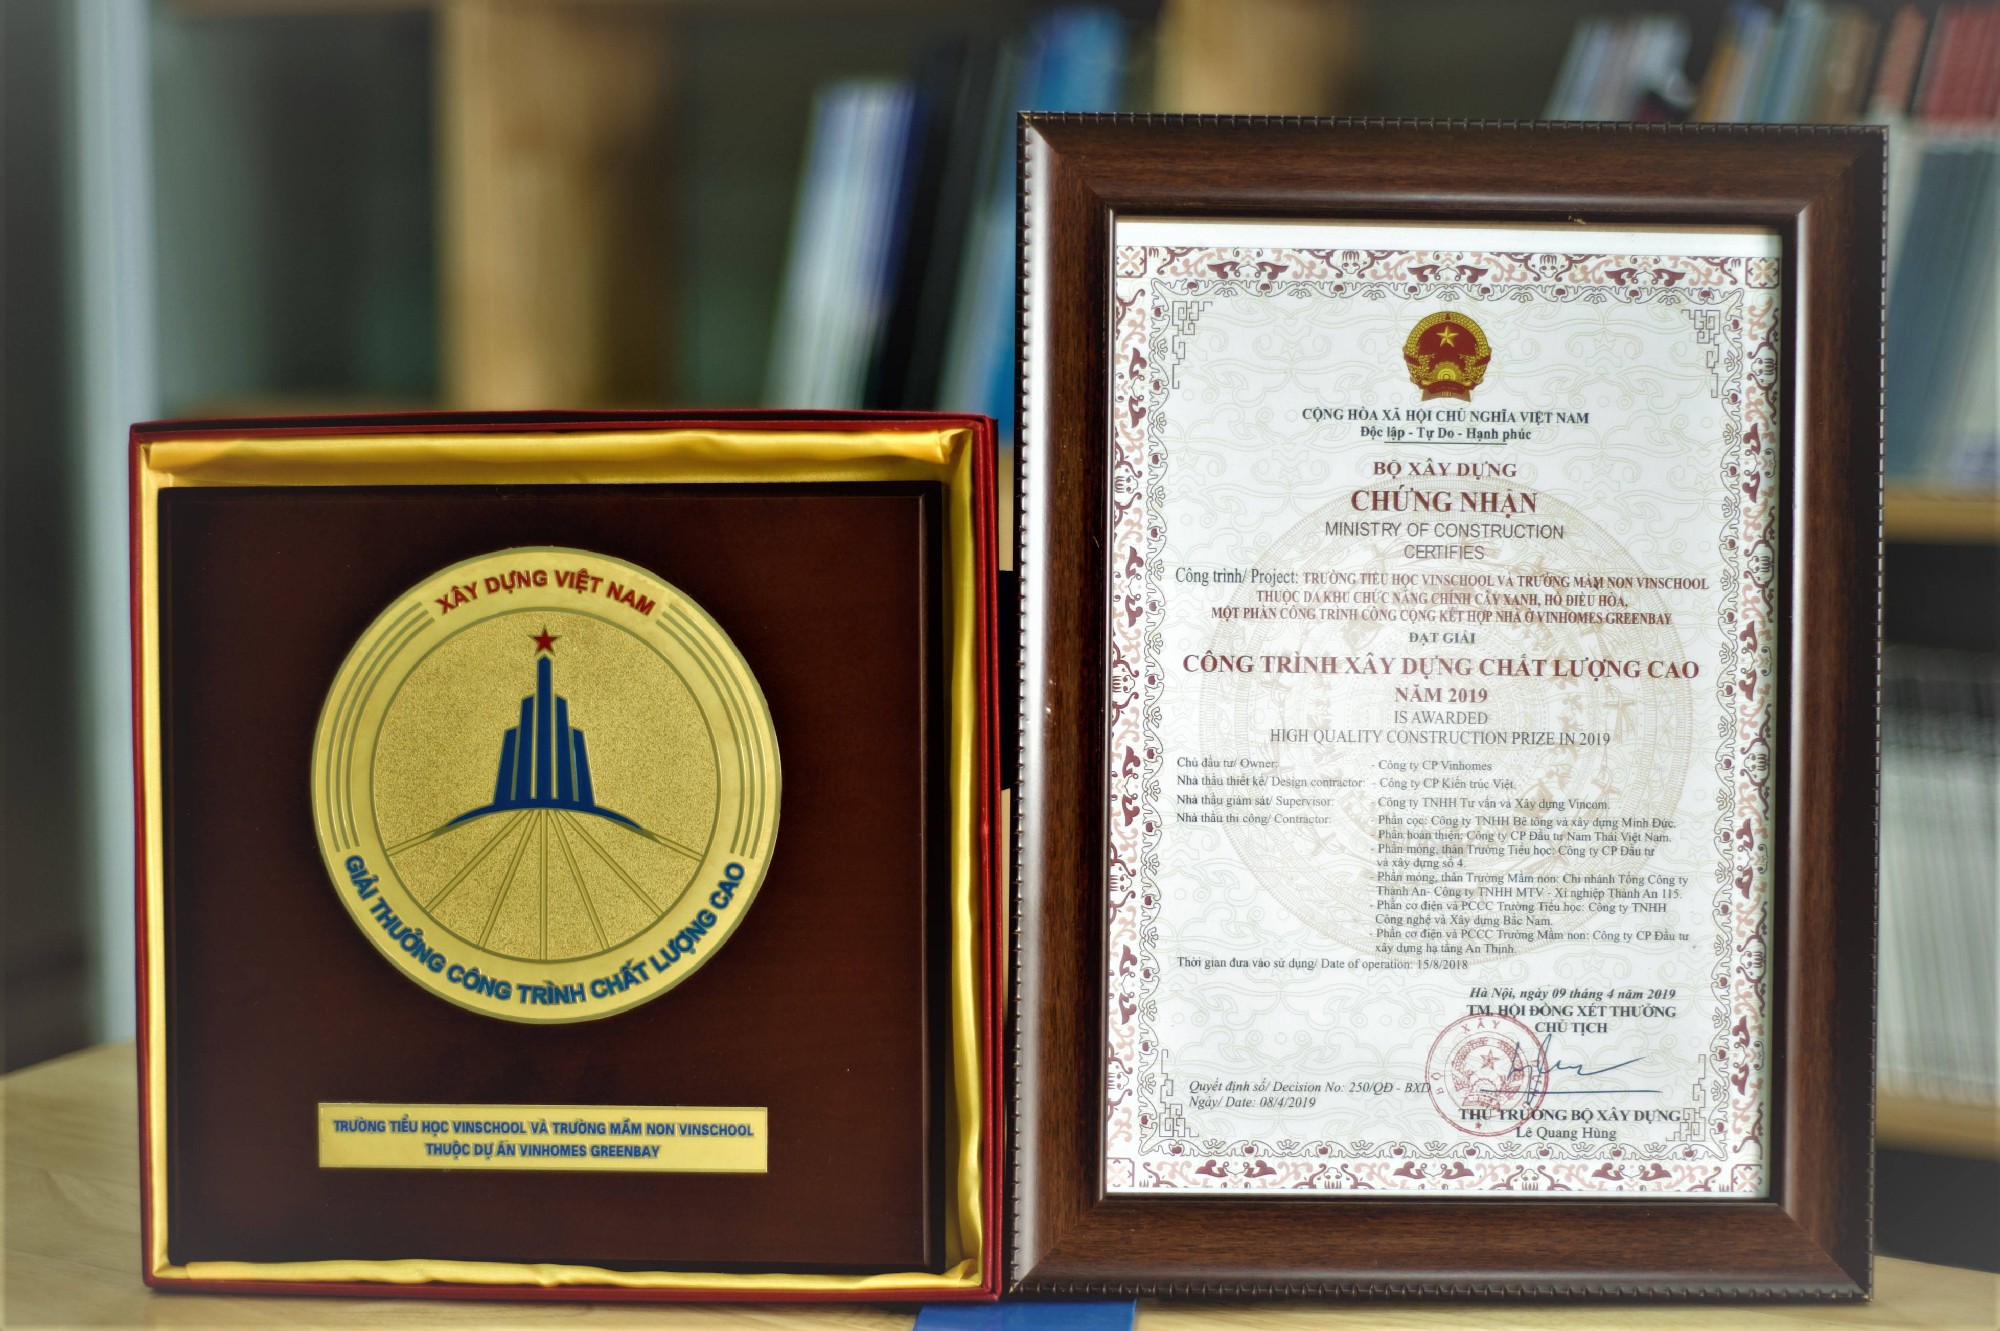 XÂY DỰNG VIỆT NAM
GIẢI THƯỞNG CÔNG TRÌNH CHẤT LƯỢNG CAO
TRƯỜNG TIỂU HỌC VINSCHOOL VÀ TRƯỜNG MẦM NON VINSCHOOL
THUỘC DỰ ÁN VINHOMES GREENBAY
CỘNG HÒA XÃ HỘI CHỦ NGHĨA VIỆT NAM
Độc lập - Tự Do - Hạnh phúc
BỘ XÂY DỰNG
CHỨNG NHẬN
MINISTRY OF CONSTRUCTION
CERTIFIES
Công trình/ Project: TRƯỜNG TIỂU HỌC VINSCHOOL VÀ TRƯỜNG MẦM NON VINSCHOOL
THUỘC DA KHU CHỨC NĂNG CHÍNH CÂY XANH, HỒ ĐIỀU HÒA,
MỘT PHẦN CÔNG TRÌNH CÔNG CỘNG KẾT HỢP NHÀ Ở VINHOMES GREENBAY
ĐẠT GIẢI
CÔNG TRÌNH XÂY DỰNG CHẤT LƯỢNG CAO
NĂM 2019
IS AWARDED
HIGH QUALITY CONSTRUCTION PRIZE IN 2019
Chủ đầu tư/ Owner: - Công ty CP Vinhomes
Nhà thầu thiết kế/ Design contractor: - Công ty CP Kiến trúc Việt.
Nhà thầu giám sát/ Supervisor: - Công ty TNHH Tư vấn và Xây dựng Vincom.
Nhà thầu thi công/ Contractor: - Phần cọc: Công ty TNHH Bê tông và xây dựng Minh Đức.
- Phần hoàn thiện: Công ty CP Đầu tư Nam Thái Việt Nam.
- Phần móng, thân Trường Tiểu học: Công ty CP Đầu tư
và xây dựng số 4.
- Phần móng, thân Trường Mầm non: Chi nhánh Tổng Công ty
Thành An- Công ty TNHH MTV - Xí nghiệp Thành An 115.
- Phần cơ điện và PCCC Trường Tiểu học: Công ty TNHH
Công nghệ và Xây dựng Bắc Nam.
- Phần cơ điện và PCCC Trường Mầm non: Công ty CP Đầu tư
xây dựng hạ tầng An Thịnh.
Thời gian đưa vào sử dụng/ Date of operation: 15/8/2018
Hà Nội, ngày 09 tháng 4 năm 2019
TM. HỘI ĐỒNG XÉT THƯỞNG
CHỦ TỊCH
Quyết định số/ Decision No: 250/QĐ - BXD
Ngày/ Date: 08/4/2019
THỨ TRƯỞNG BỘ XÂY DỰNG
Lê Quang Hùng